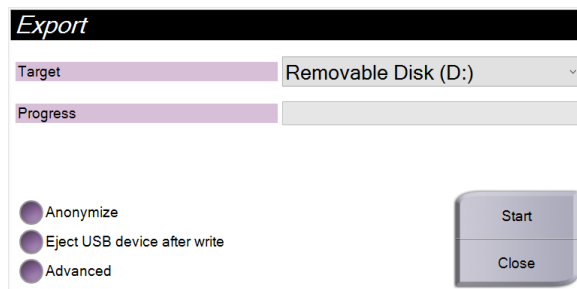 Export
Target
Removable Disk (D:)
Progress
Anonymize
Eject USB device after write
Advanced
Start
Close